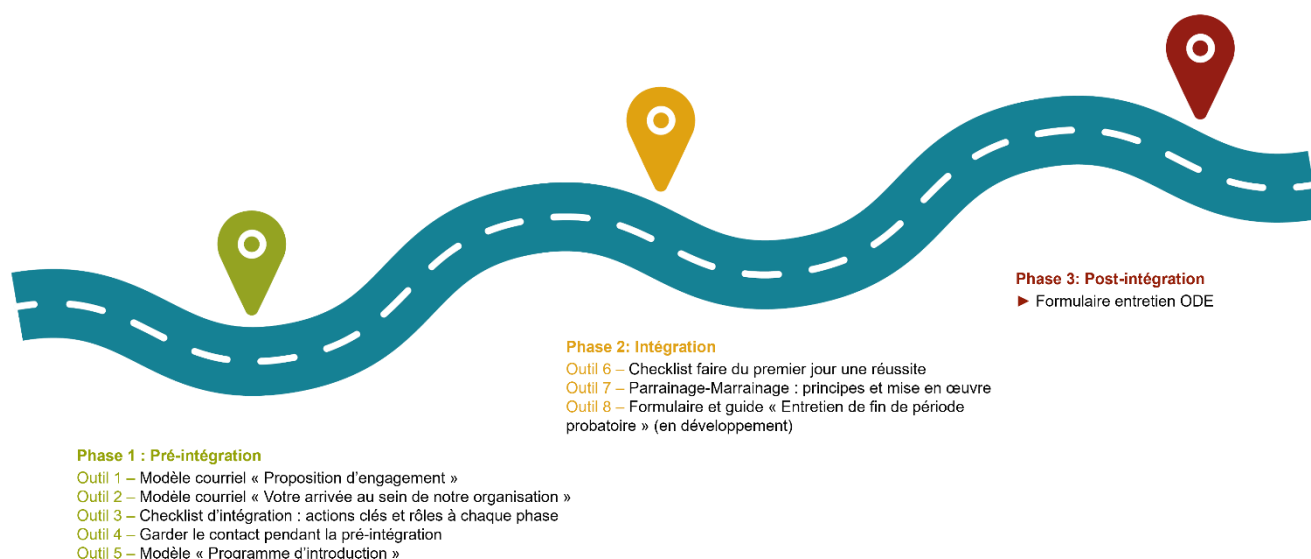 Phase 3: Post-intégration
► Formulaire entretien ODE
Phase 2: Intégration
Outil 6 – Checklist faire du premier jour une réussite
Outil 7 – Parrainage-Marrainage : principes et mise en œuvre
Outil 8 – Formulaire et guide « Entretien de fin de période
probatoire » (en développement)
Phase 1 : Pré-intégration
Outil 1 – Modèle courriel « Proposition d'engagement »
Outil 2 – Modèle courriel « Votre arrivée au sein de notre organisation »
Outil 3 – Checklist d'intégration : actions clés et rôles à chaque phase
Outil 4 – Garder le contact pendant la pré-intégration
Outil 5 – Modèle « Programme d'introduction »